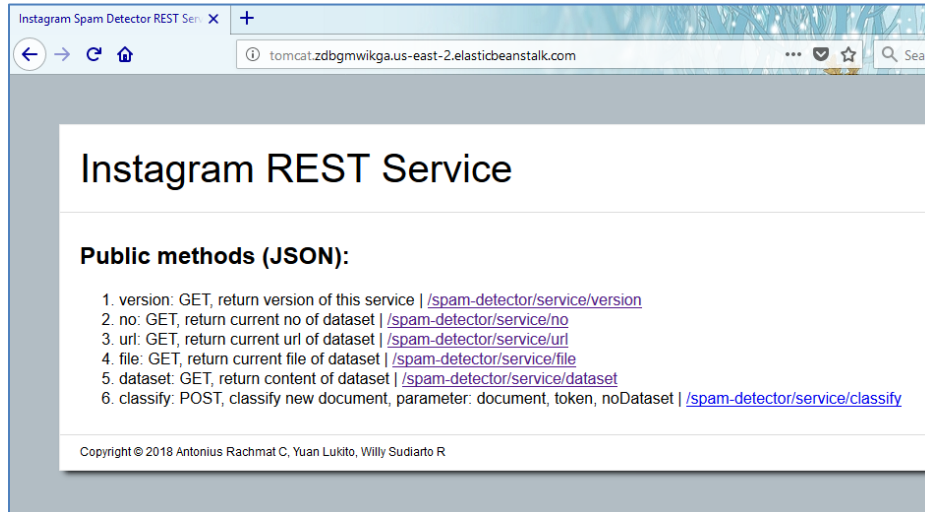 Instagram Spam Detector REST Serv
tomcat.zdbgmwikga.us-east-2.elasticbeanstalk.com
Sea
Instagram REST Service
Public methods (JSON):
1. version: GET, return version of this service | /spam-detector/service/version
2. no: GET, return current no of dataset | /spam-detector/service/no
3. url: GET, return current url of dataset | /spam-detector/service/url
4. file: GET, return current file of dataset | /spam-detector/service/file
5. dataset: GET, return content of dataset | /spam-detector/service/dataset
6. classify: POST, classify new document, parameter: document, token, noDataset | /spam-detector/service/classify
Copyright © 2018 Antonius Rachmat C, Yuan Lukito, Willy Sudiarto R